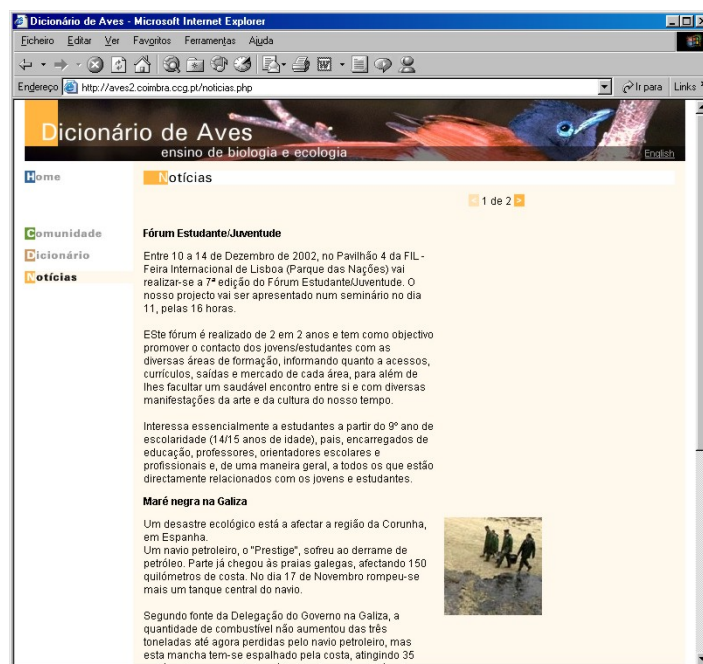 Dicionário de Aves - Microsoft Internet Explorer
Ficheiro Editar Ver Favoritos Ferramentas Ajuda
Endereço http://aves2.coimbra.ccg.pt/noticias.php Ir para Links
Dicionário de Aves
ensino de biologia e ecologia
English
Home
Notícias
< 1 de 2 >
Comunidade
Dicionário
Notícias
Fórum Estudante/Juventude
Entre 10 a 14 de Dezembro de 2002, no Pavilhão 4 da FIL -
Feira Internacional de Lisboa (Parque das Nações) vai
realizar-se a 7ª edição do Fórum Estudante/Juventude. O
nosso projecto vai ser apresentado num seminário no dia
11, pelas 16 horas.
ESte fórum é realizado de 2 em 2 anos e tem como objectivo
promover o contacto dos jovens/estudantes com as
diversas áreas de formação, informando quanto a acessos,
currículos, saídas e mercado de cada área, para além de
lhes facultar um saudável encontro entre si e com diversas
manifestações da arte e da cultura do nosso tempo.
Interessa essencialmente a estudantes a partir do 9º ano de
escolaridade (14/15 anos de idade), pais, encarregados de
educação, professores, orientadores escolares e
profissionais e, de uma maneira geral, a todos os que estão
directamente relacionados com os jovens e estudantes.
Maré negra na Galiza
Um desastre ecológico está a afectar a região da Corunha,
em Espanha.
Um navio petroleiro, o "Prestige", sofreu ao derrame de
petróleo. Parte já chegou às praias galegas, afectando 150
quilómetros de costa. No dia 17 de Novembro rompeu-se
mais um tanque central do navio.
Segundo fonte da Delegação do Governo na Galiza, a
quantidade de combustível não aumentou das três
toneladas até agora perdidas pelo navio petroleiro, mas
esta mancha tem-se espalhado pela costa, atingindo 35